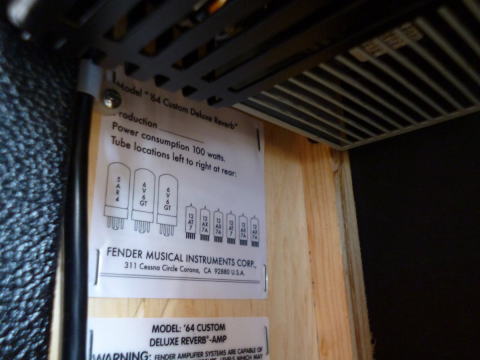 Model "'64 Custom Deluxe Reverb"
Production
Power consumption 100 watts.
Tube locations left to right at rear:
5AR4
6V6GT
6V6GT
12AT7
12AX7A
12AX7A
12AT7
12AX7A
FENDER MUSICAL INSTRUMENTS CORP.,
311 Cessna Circle Corona, CA 92880 U.S.A.
MODEL: '64 CUSTOM
DELUXE REVERB®-AMP
WARNING: FENDER AMPLIFIER SYSTEMS ARE CAPABLE OF